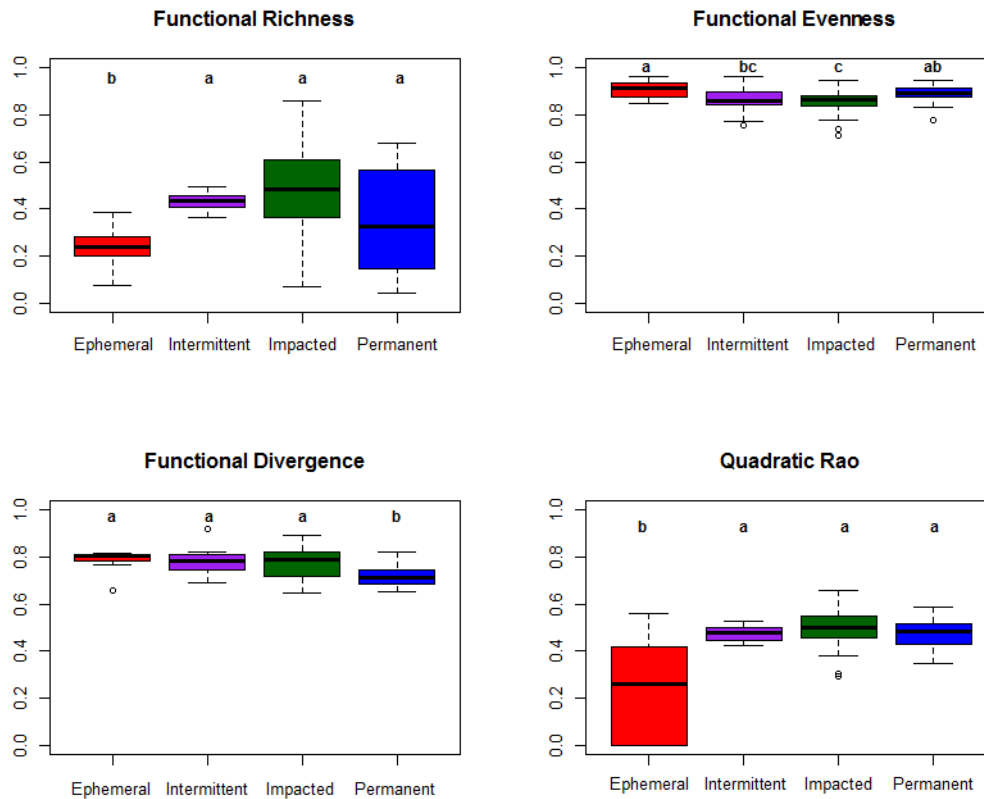 Functional Richness
1.0
0.8
0.6
0.4
0.2
0.0
b a a a
Ephemeral Intermittent Impacted Permanent
Functional Evenness
1.0
0.8
0.6
0.4
0.2
0.0
a bc c ab
Ephemeral Intermittent Impacted Permanent
Functional Divergence
1.0
0.8
0.6
0.4
0.2
0.0
a a a b
Ephemeral Intermittent Impacted Permanent
Quadratic Rao
1.0
0.8
0.6
0.4
0.2
0.0
b a a a
Ephemeral Intermittent Impacted Permanent